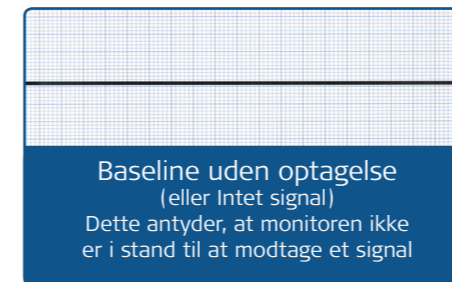 Baseline uden optagelse
(eller Intet signal)
Dette antyder, at monitoren ikke
er i stand til at modtage et signal